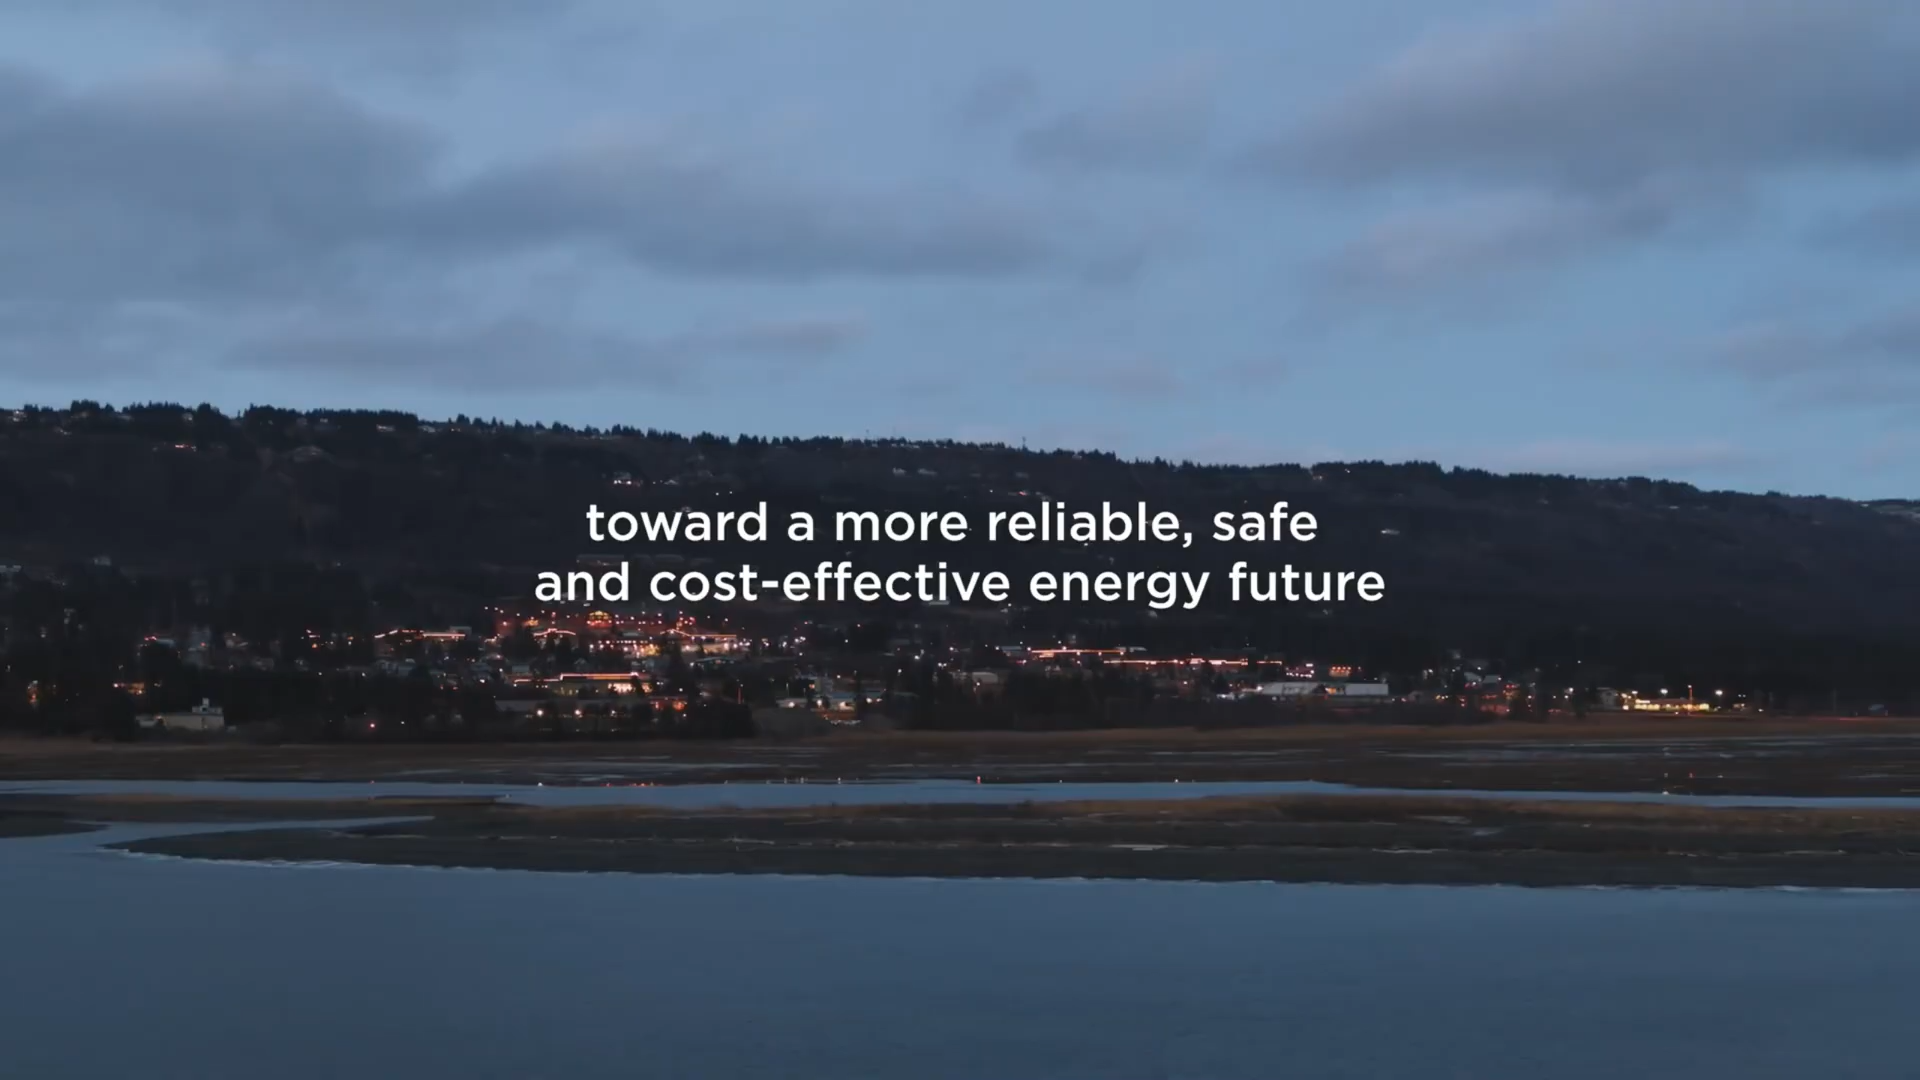 toward a more reliable, safe
and cost-effective energy future